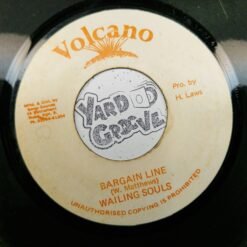 Volcano
Pro. by
H. Laws
YARD
GROOVE
BARGAIN LINE
(W. Matthews)
WAILING SOULS
UNAUTHORISED COPYING IS PROHIBITED